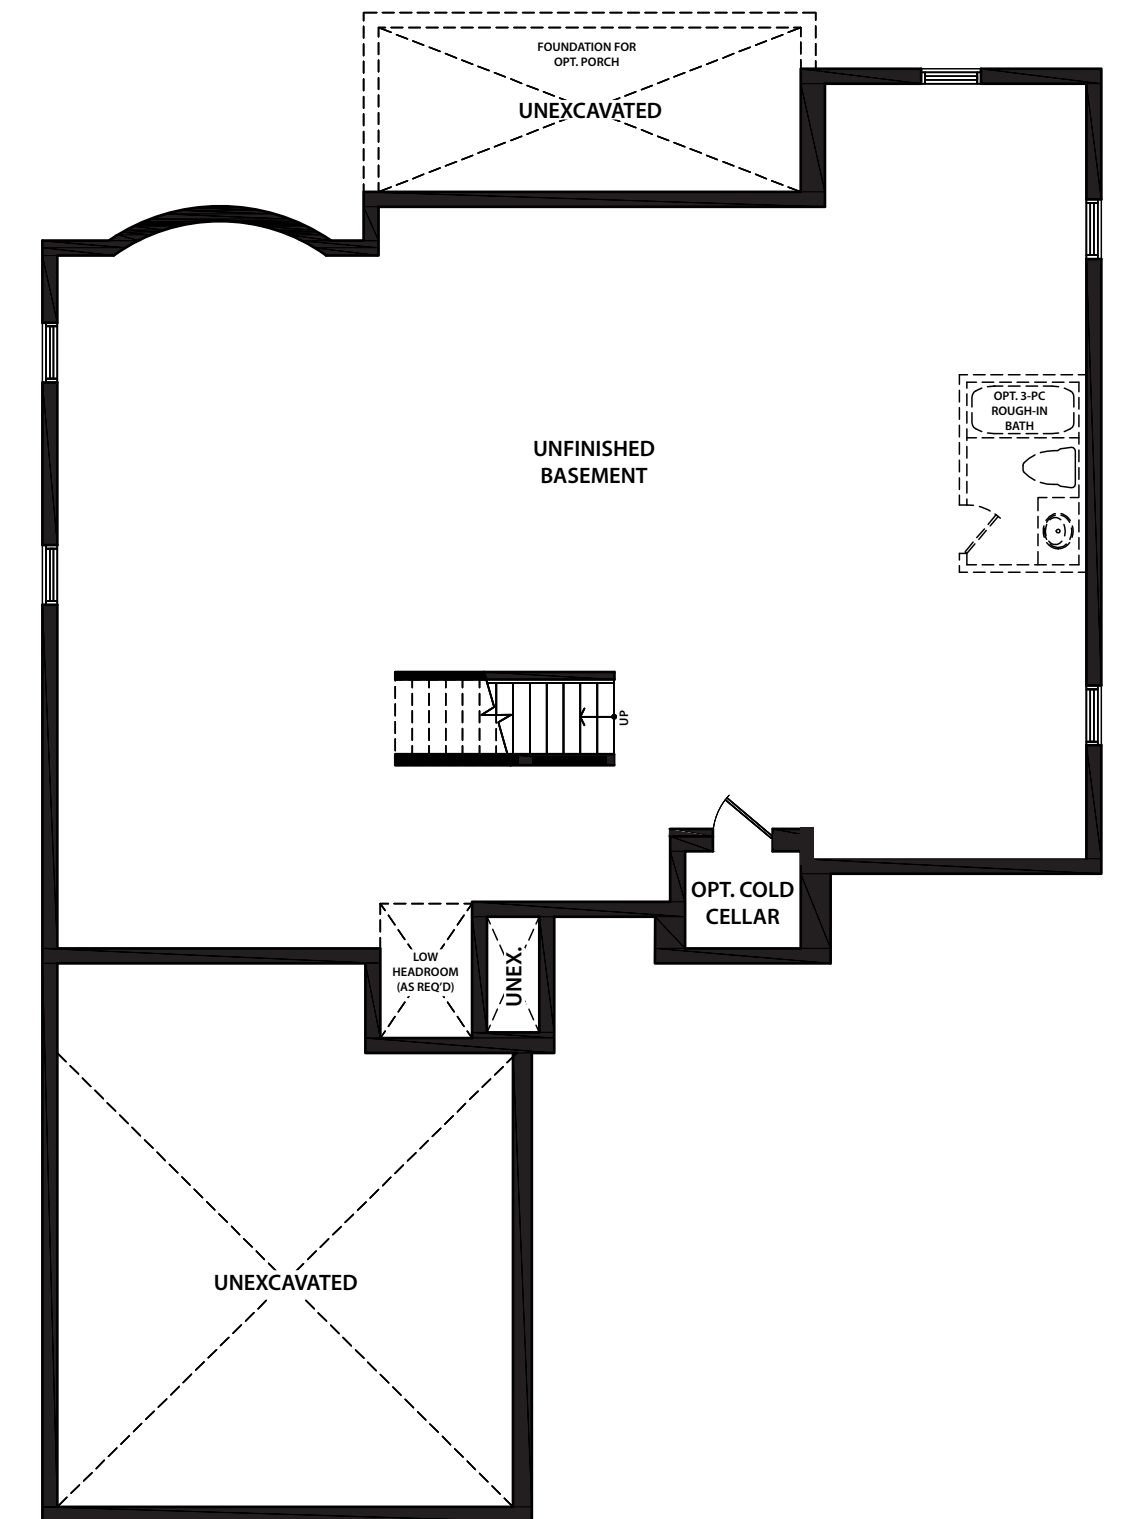 FOUNDATION FOR
OPT. PORCH
UNEXCAVATED
OPT. 3-PC
ROUGH-IN
BATH
UNFINISHED
BASEMENT
UP
OPT. COLD
CELLAR
LOW
HEADROOM
(AS REQ'D)
UNEX.
UNEXCAVATED